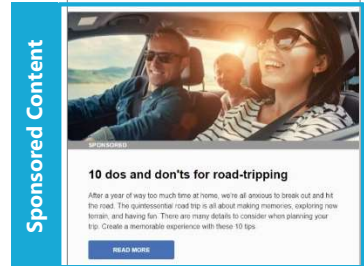 Sponsored Content
SPONSORED
10 dos and don'ts for road-tripping
After a year of way too much time at home, we're all anxious to break out and hit
the road. The quintessential road trip is all about making memories, exploring new
terrain, and having fun. There are many details to consider when planning your
trip. Create a memorable experience with these 10 tips.
READ MORE